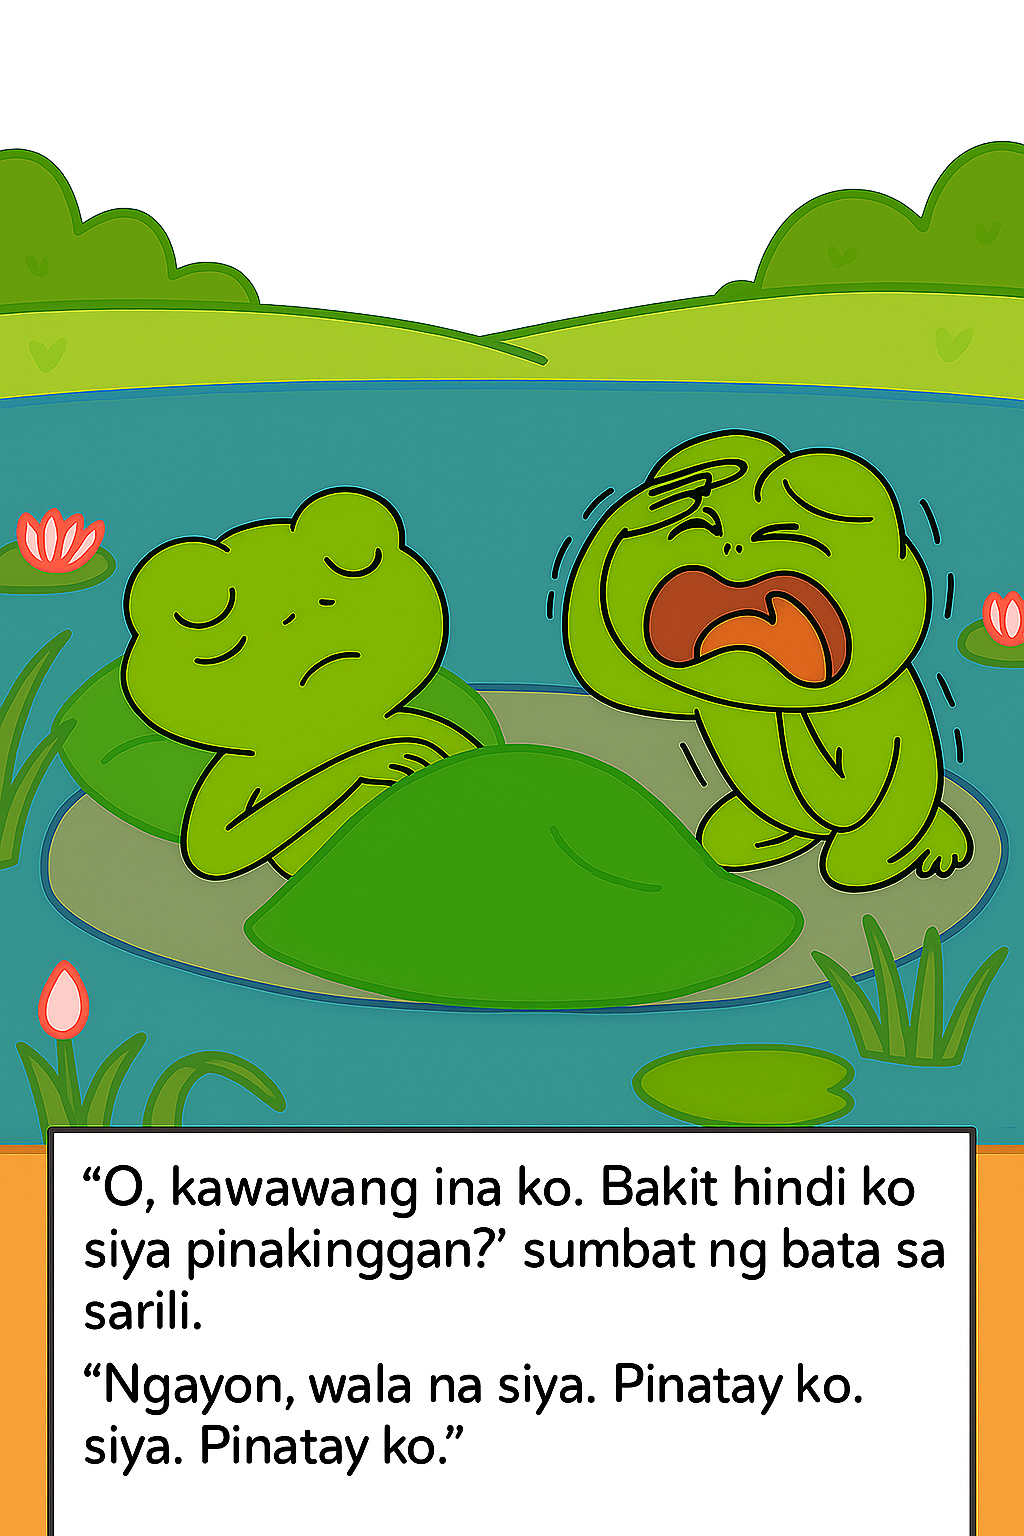 “O, kawawang ina ko. Bakit hindi ko
siya pinakinggan?’ sumbat ng bata sa
sarili.
“Ngayon, wala na siya. Pinatay ko.
siya. Pinatay ko.”